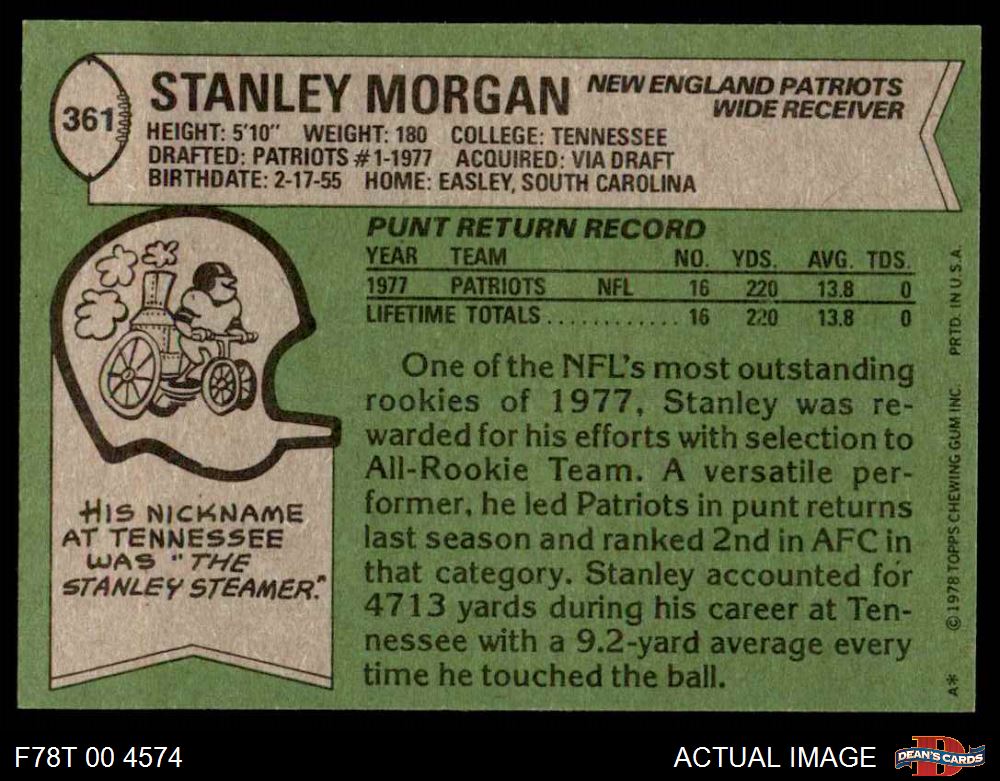 361
STANLEY MORGAN
NEW ENGLAND PATRIOTS
WIDE RECEIVER
HEIGHT: 5'10" WEIGHT: 180 COLLEGE: TENNESSEE
DRAFTED: PATRIOTS #1-1977 ACQUIRED: VIA DRAFT
BIRTHDATE: 2-17-55 HOME: EASLEY, SOUTH CAROLINA
PUNT RETURN RECORD
YEAR TEAM NO. YDS. AVG. TDS.
1977 PATRIOTS NFL 16 220 13.8 0
LIFETIME TOTALS............ 16 220 13.8 0
One of the NFL's most outstanding
rookies of 1977, Stanley was re-
warded for his efforts with selection to
All-Rookie Team. A versatile per-
former, he led Patriots in punt returns
last season and ranked 2nd in AFC in
that category. Stanley accounted for
4713 yards during his career at Ten-
nessee with a 9.2-yard average every
time he touched the ball.
HIS NICKNAME
AT TENNESSEE
WAS "THE
STANLEY STEAMER."
A* ©1978 TOPPS CHEWING GUM INC. PRTD. IN U.S.A.
F78T 00 4574
ACTUAL IMAGE
D
DEAN'S CARDS